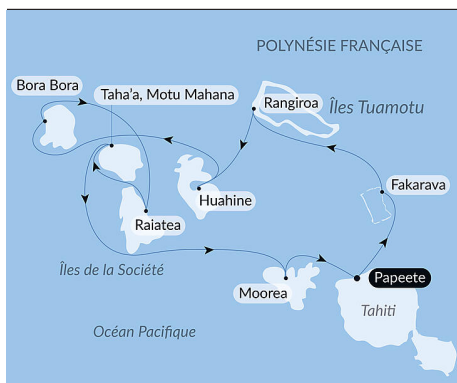 POLYNÉSIE FRANÇAISE
Bora Bora
Taha'a, Motu Mahana
Rangiroa
Îles Tuamotu
Fakarava
Huahine
Raiatea
Îles de la Société
Moorea
Papeete
Tahiti
Océan Pacifique